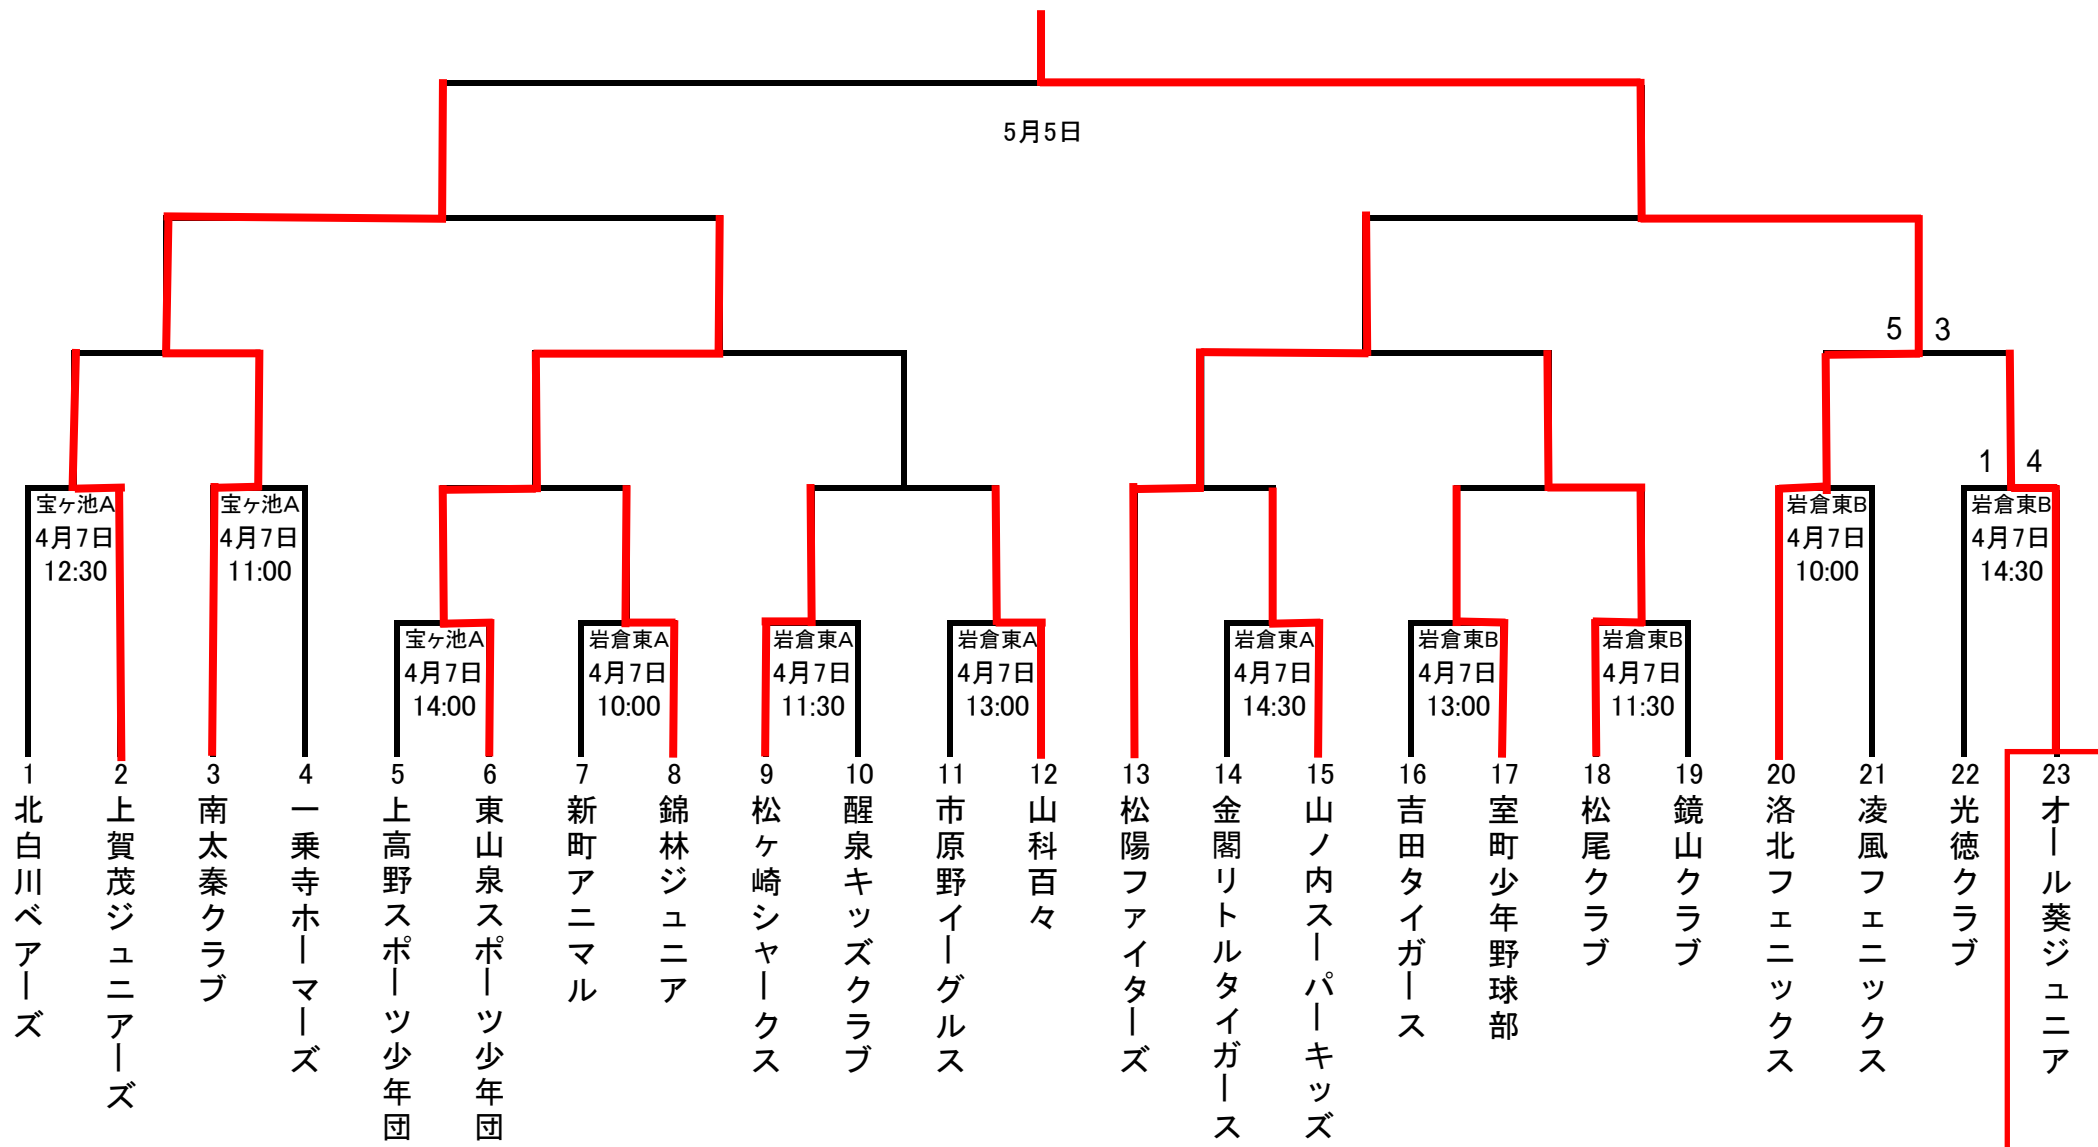 5月5日
5 3
1 4
宝ヶ池A
4月7日
12:30
宝ヶ池A
4月7日
11:00
岩倉東B
4月7日
10:00
岩倉東B
4月7日
14:30
宝ヶ池A
4月7日
14:00
岩倉東A
4月7日
10:00
岩倉東A
4月7日
11:30
岩倉東A
4月7日
13:00
岩倉東A
4月7日
14:30
岩倉東B
4月7日
13:00
岩倉東B
4月7日
11:30
1
北白川ベアーズ
2
上賀茂ジュニアーズ
3
南太秦クラブ
4
一乗寺ホーマーズ
5
上高野スポーツ少年団
6
東山泉スポーツ少年団
7
新町アニマル
8
錦林ジュニア
9
松ヶ崎シャークス
10
醒泉キッズクラブ
11
市原野イーグルス
12
山科百々
13
松陽ファイターズ
14
金閣リトルタイガース
15
山ノ内スーパーキッズ
16
吉田タイガース
17
室町少年野球部
18
松尾クラブ
19
鏡山クラブ
20
洛北フェニックス
21
凌風フェニックス
22
光徳クラブ
23
オール葵ジュニア